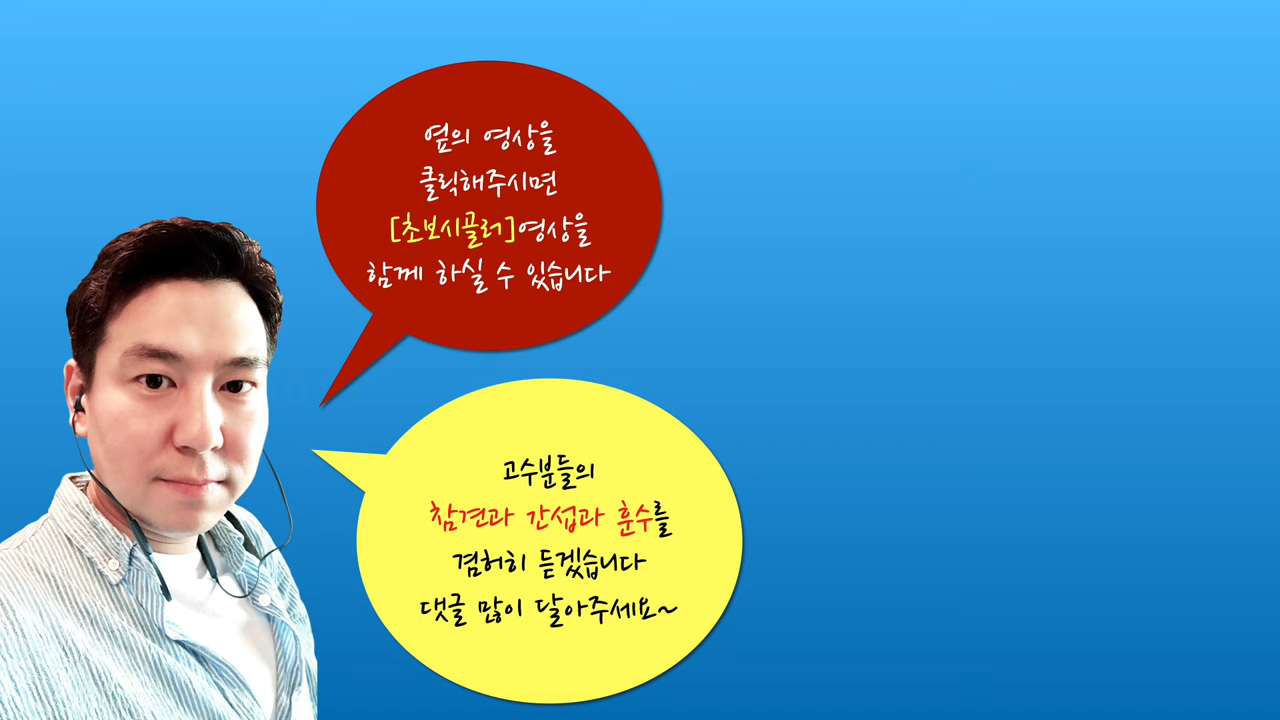 옆의 영상을
클릭해주시면
[초보시골러]영상을
함께 하실 수 있습니다
고수분들의
참견과 간섭과 훈수를
겸허히 듣겠습니다
댓글 많이 달아주세요~